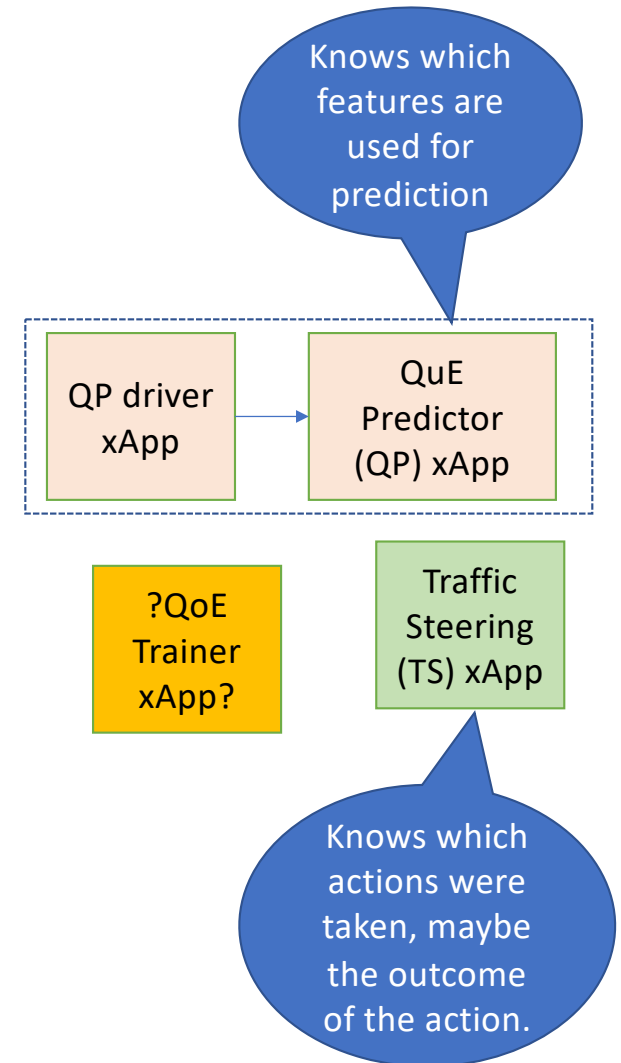 Knows which
features are
used for
prediction
QP driver
xApp
QuE
Predictor
(QP) xApp
?QoE
Trainer
xApp?
Traffic
Steering
(TS) xApp
Knows which
actions were
taken, maybe
the outcome
of the action.